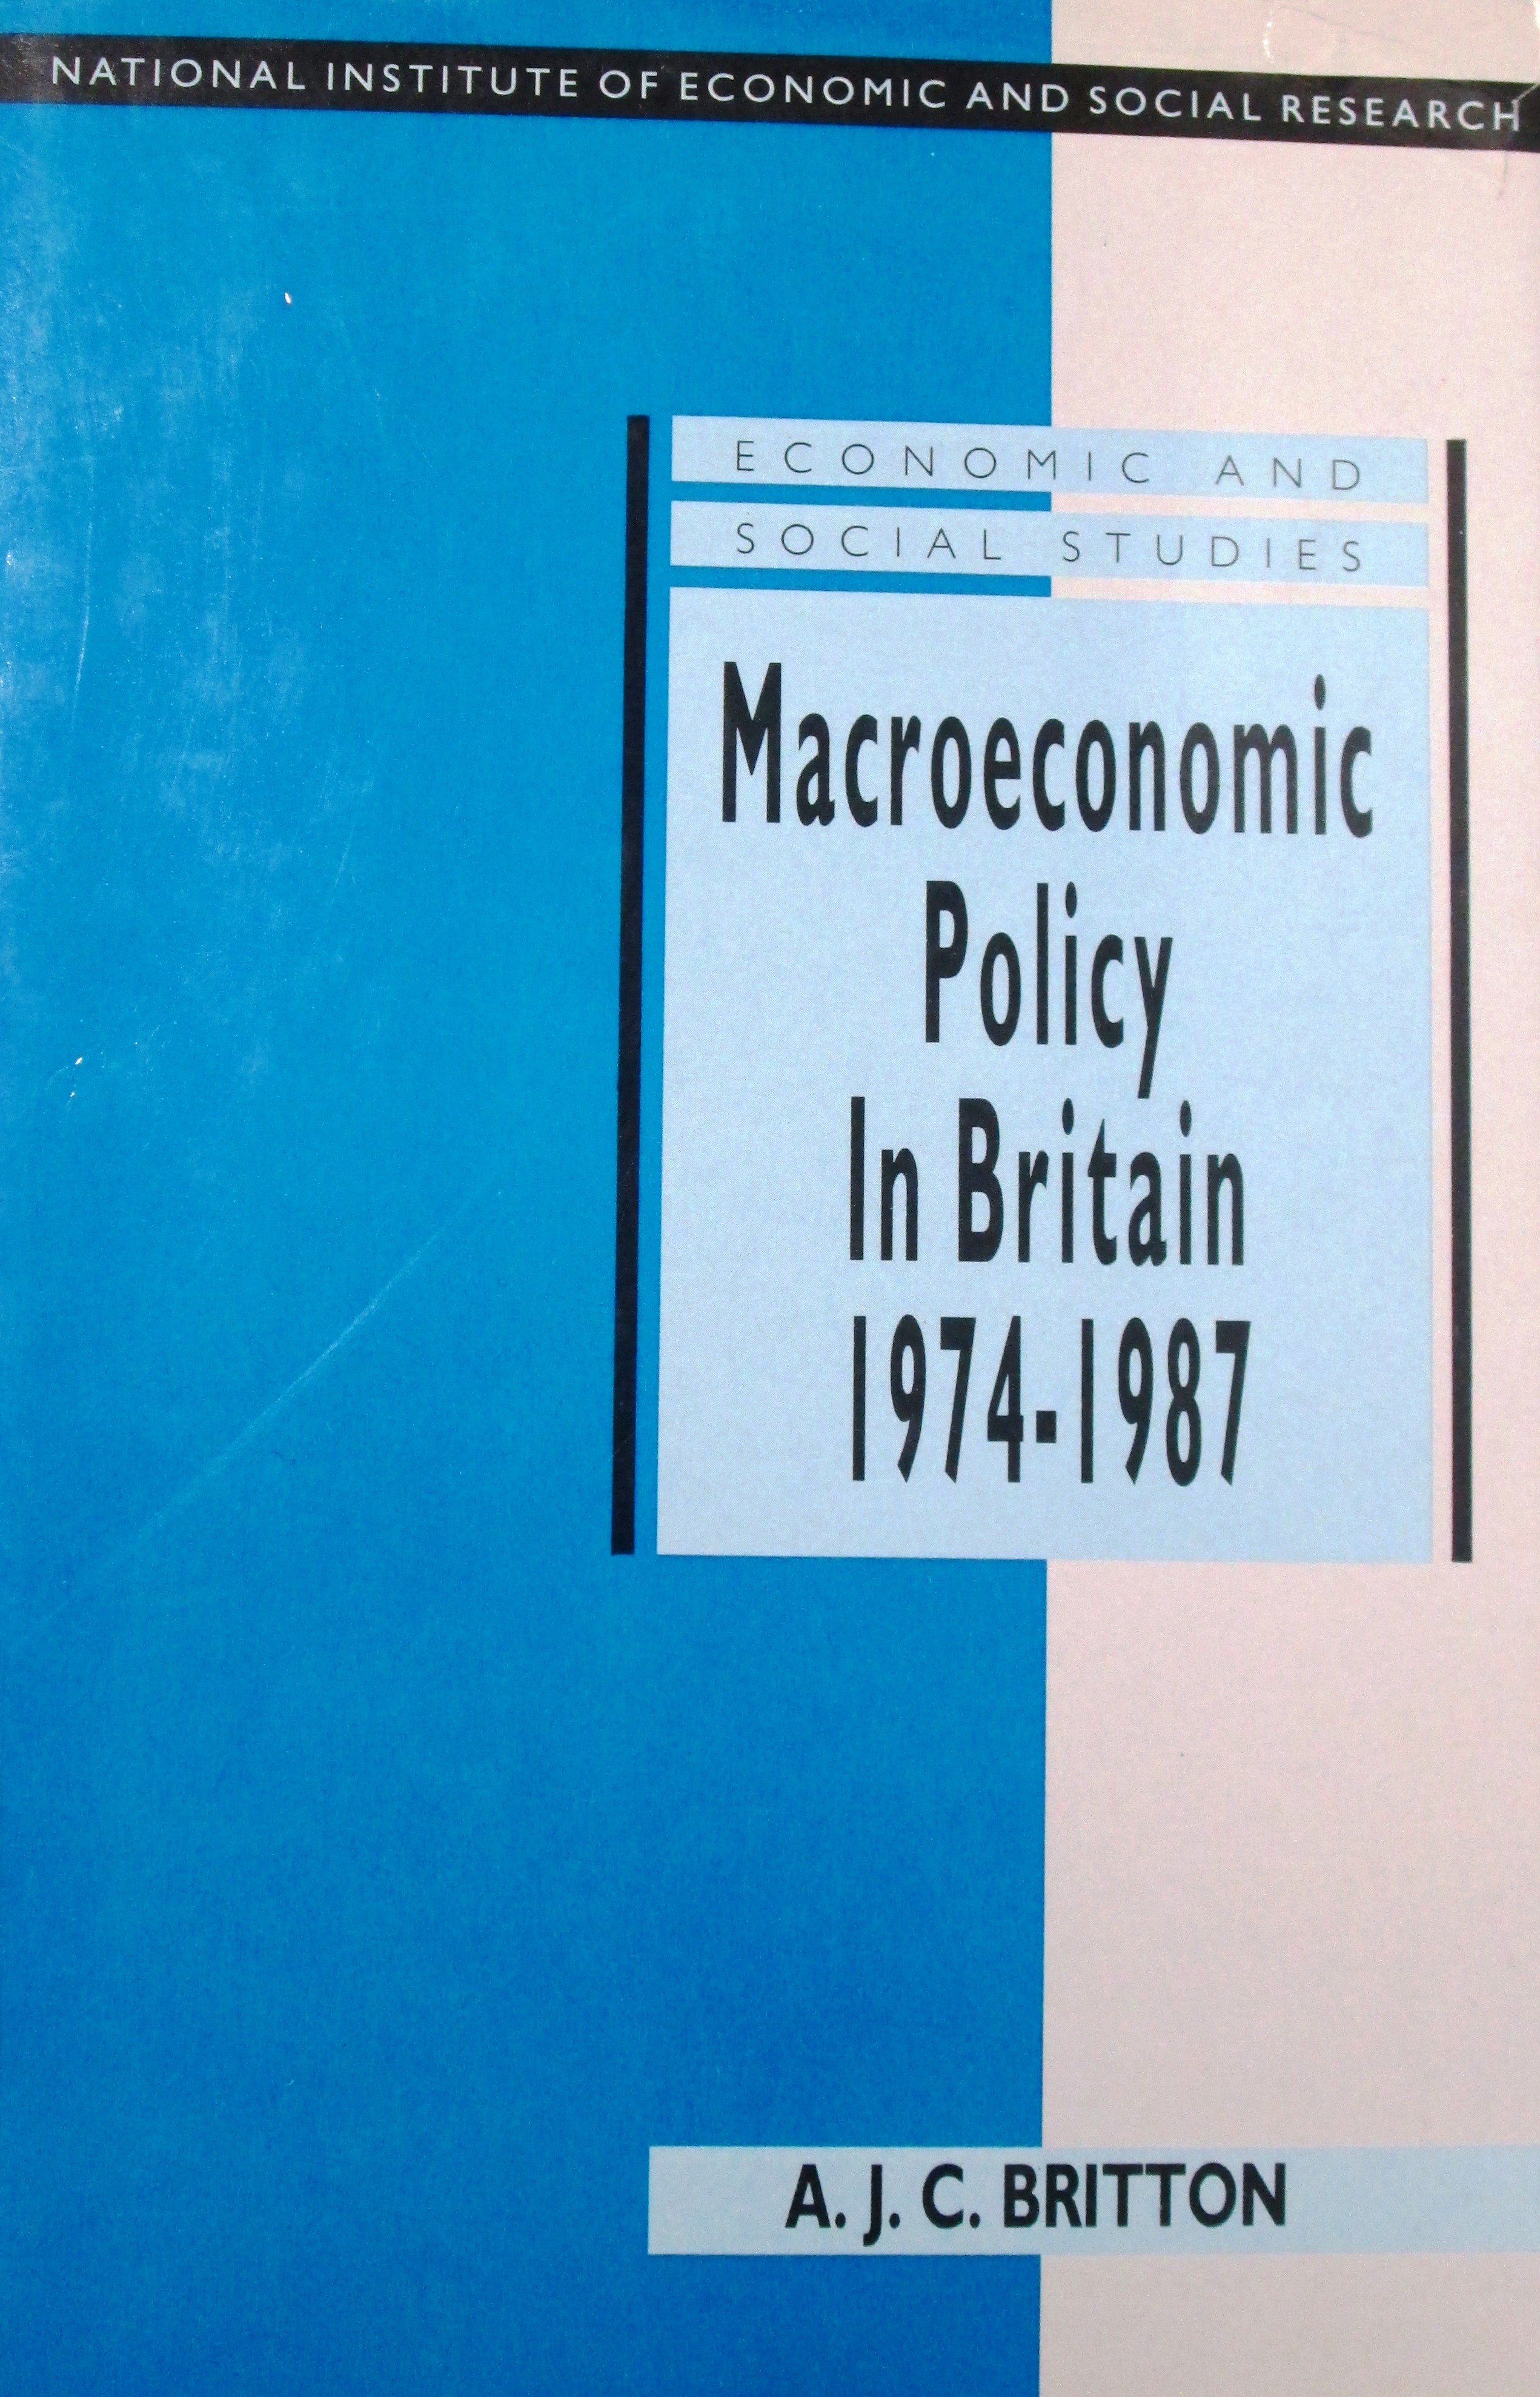 NATIONAL INSTITUTE OF ECONOMIC AND SOCIAL RESEARCH
ECONOMIC AND
SOCIAL STUDIES
Macroeconomic
Policy
In Britain
1974-1987
A. J. C. BRITTON